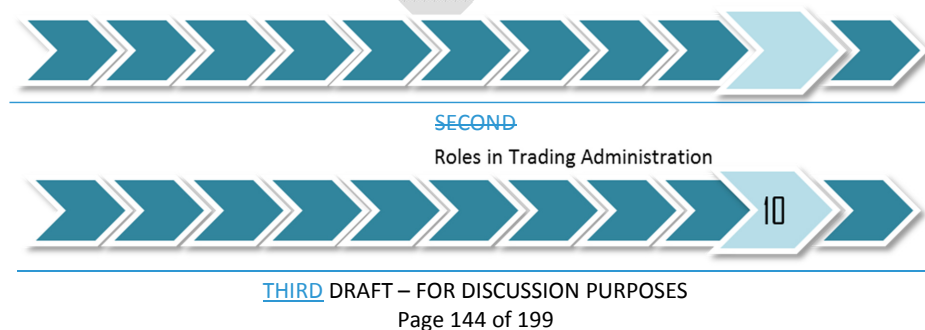 SECOND
Roles in Trading Administration
10
THIRD DRAFT – FOR DISCUSSION PURPOSES
Page 144 of 199